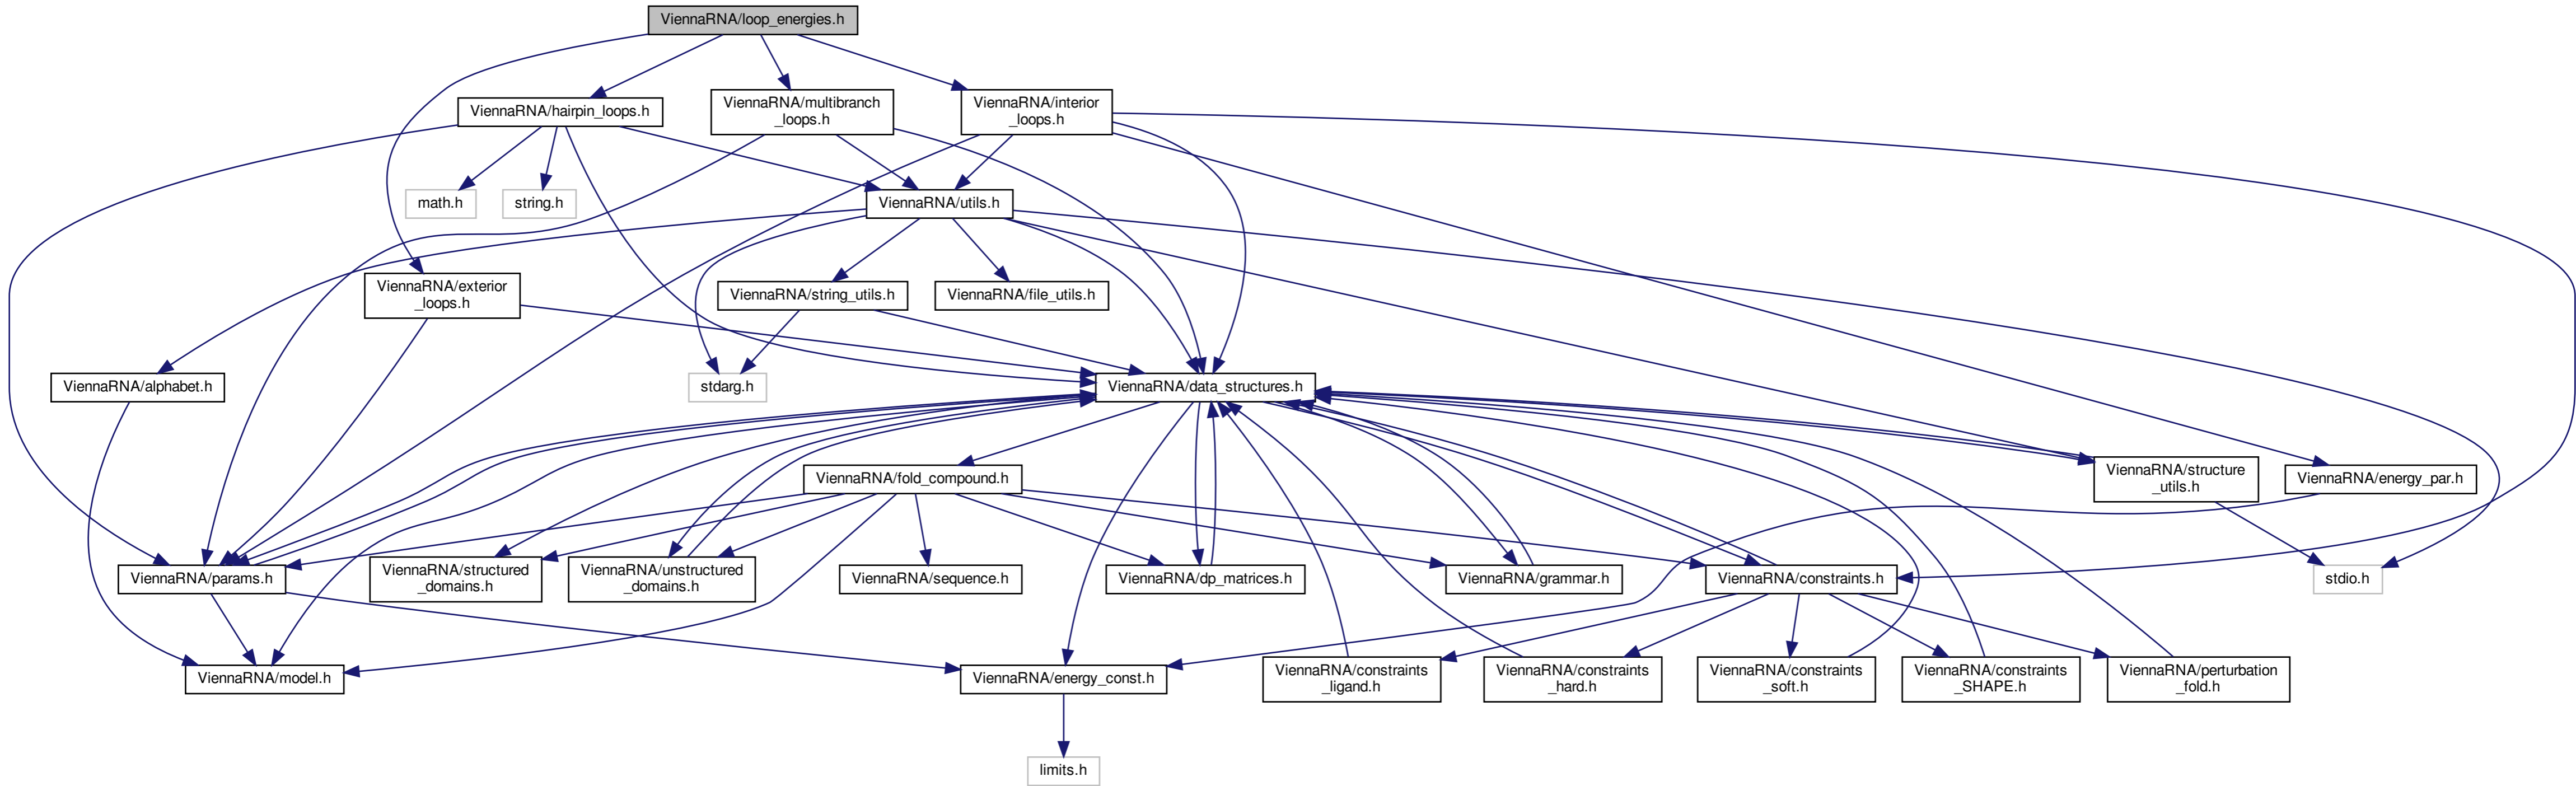 ViennaRNA/loop_energies.h
ViennaRNA/hairpin_loops.h
ViennaRNA/multibranch
_loops.h
ViennaRNA/interior
_loops.h
math.h
string.h
ViennaRNA/utils.h
ViennaRNA/exterior
_loops.h
ViennaRNA/string_utils.h
ViennaRNA/file_utils.h
ViennaRNA/alphabet.h
stdarg.h
ViennaRNA/data_structures.h
ViennaRNA/fold_compound.h
ViennaRNA/structure
_utils.h
ViennaRNA/energy_par.h
ViennaRNA/params.h
ViennaRNA/structured
_domains.h
ViennaRNA/unstructured
_domains.h
ViennaRNA/sequence.h
ViennaRNA/dp_matrices.h
ViennaRNA/grammar.h
ViennaRNA/constraints.h
stdio.h
ViennaRNA/model.h
ViennaRNA/energy_const.h
ViennaRNA/constraints
_ligand.h
ViennaRNA/constraints
_hard.h
ViennaRNA/constraints
_soft.h
ViennaRNA/constraints
_SHAPE.h
ViennaRNA/perturbation
_fold.h
limits.h